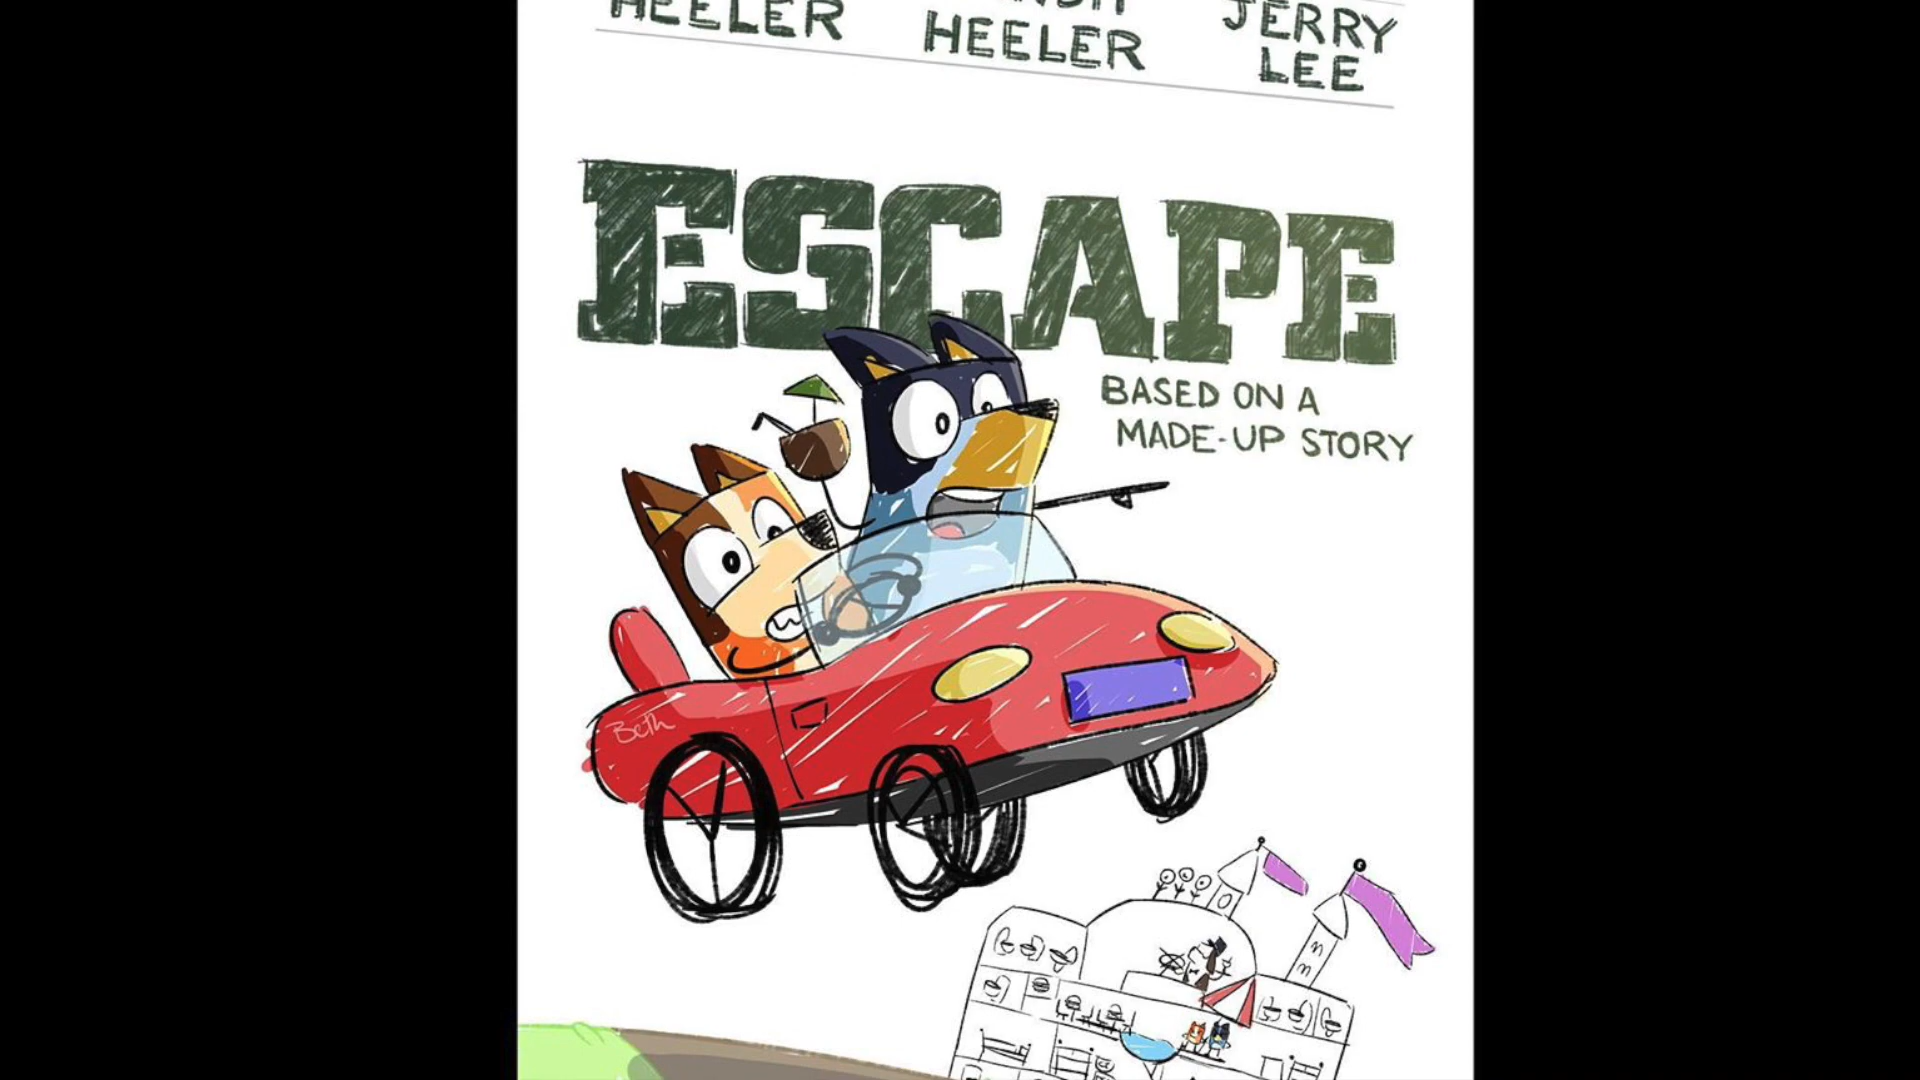 HEELER
HEELER
JERRY
LEE
ESCAPE
BASED ON A
MADE-UP STORY
Beth